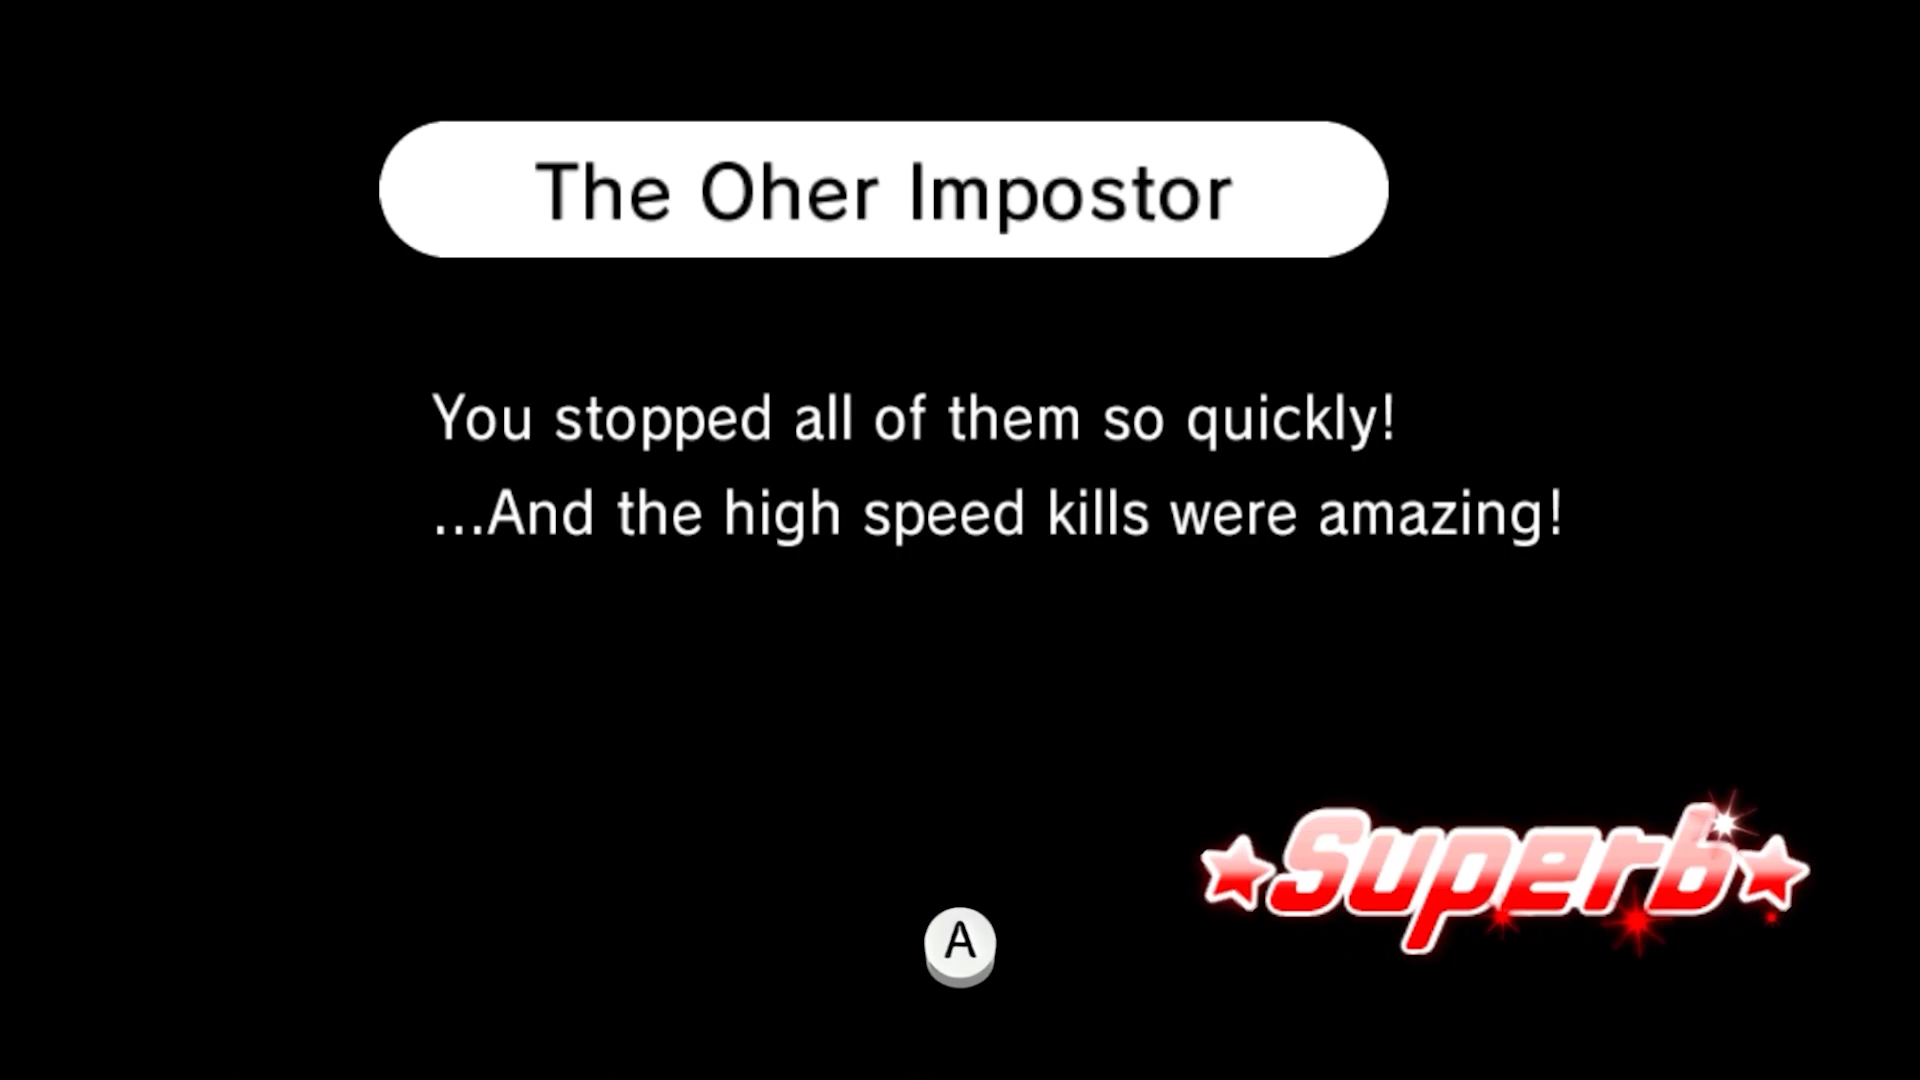 The Oher Impostor
You stopped all of them so quickly!
...And the high speed kills were amazing!
Superb
A